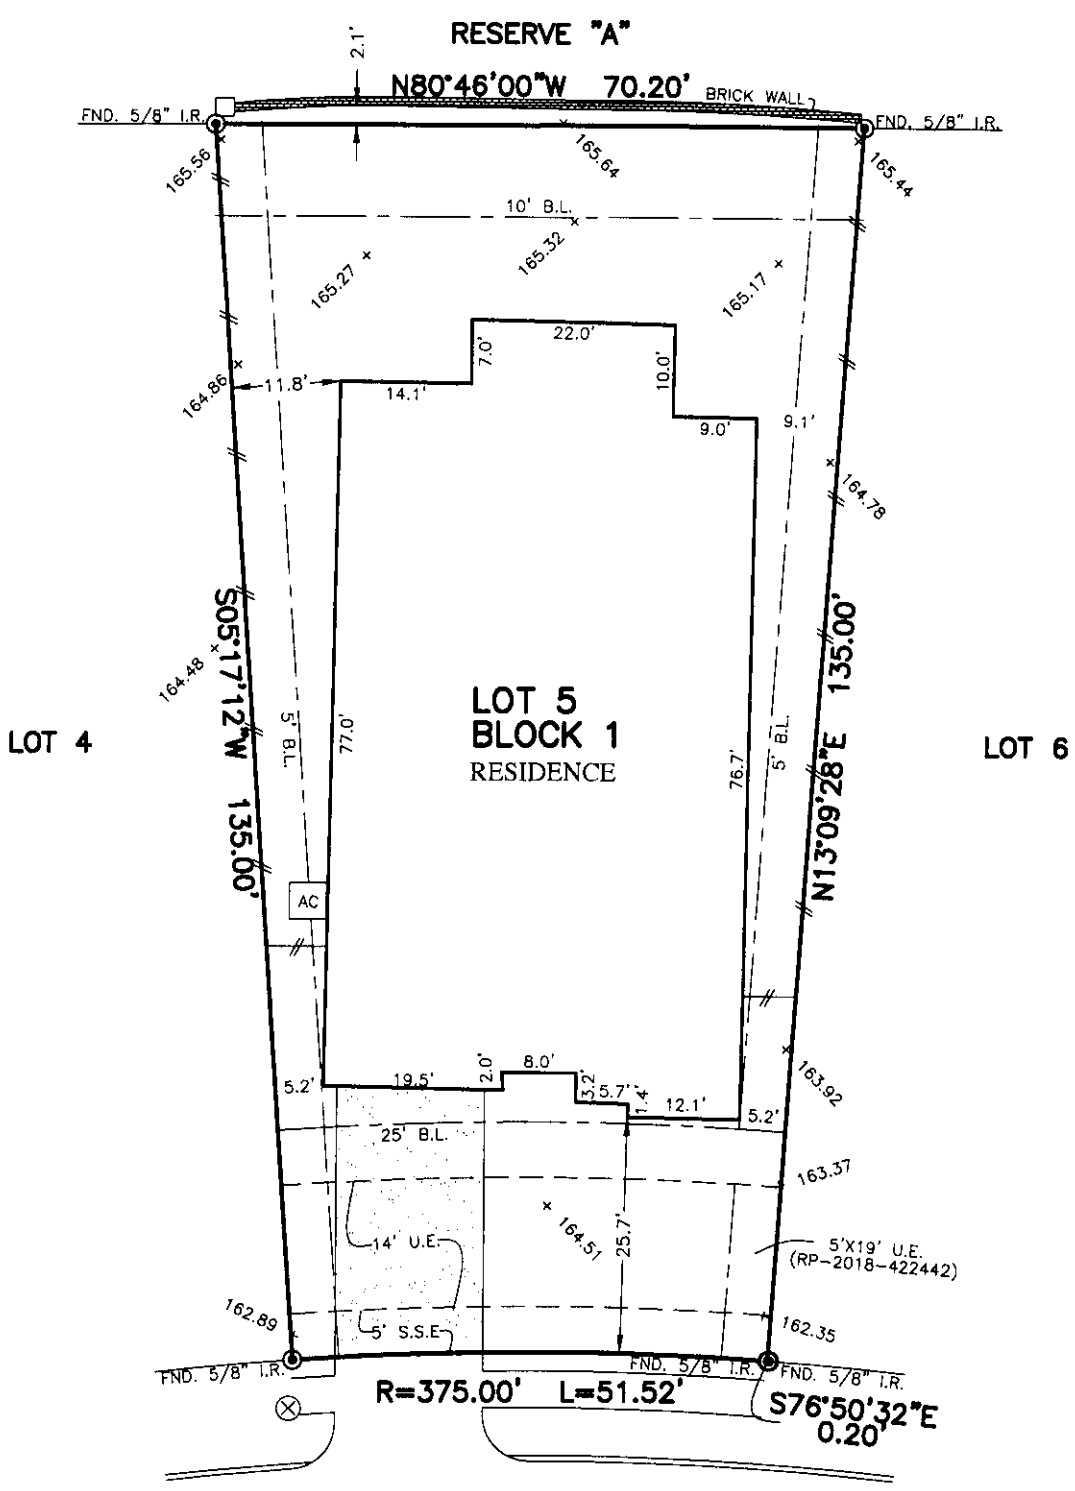 RESERVE "A"
2.1'
N80°46'00"W 70.20'
BRICK WALL
FND. 5/8" I.R.
FND. 5/8" I.R.
165.56
165.64
165.44
10' B.L.
165.27
165.32
165.17
22.0'
7.0'
10.0'
164.86
11.8'
14.1'
9.0'
9.1'
164.78
S05°17'12"W 135.00'
N13°09'28"E 135.00'
164.48
5' B.L.
77.0'
LOT 5
BLOCK 1
RESIDENCE
76.7'
5' B.L.
LOT 4
LOT 6
AC
5.2'
19.5'
2.0'
8.0'
3.2'
5.7'
1.4'
12.1'
5.2'
163.92
25' B.L.
163.37
14' U.E.
164.51
25.7'
5'X19' U.E.
(RP-2018-422442)
162.89
5' S.S.E
162.35
FND. 5/8" I.R.
FND. 5/8" I.R.
FND. 5/8" I.R.
R=375.00' L=51.52'
S76°50'32"E
0.20'